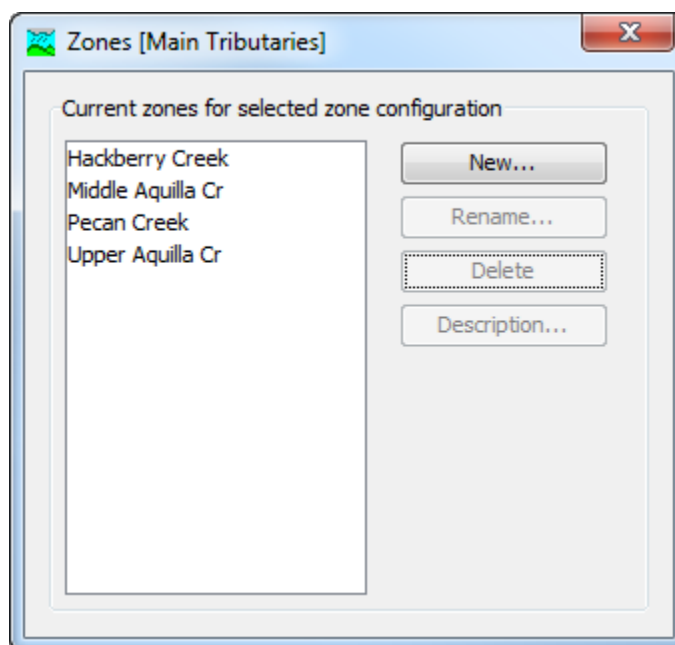 Zones [Main Tributaries]
Current zones for selected zone configuration
Hackberry Creek
Middle Aquilla Cr
Pecan Creek
Upper Aquilla Cr
New...
Rename...
Delete
Description...